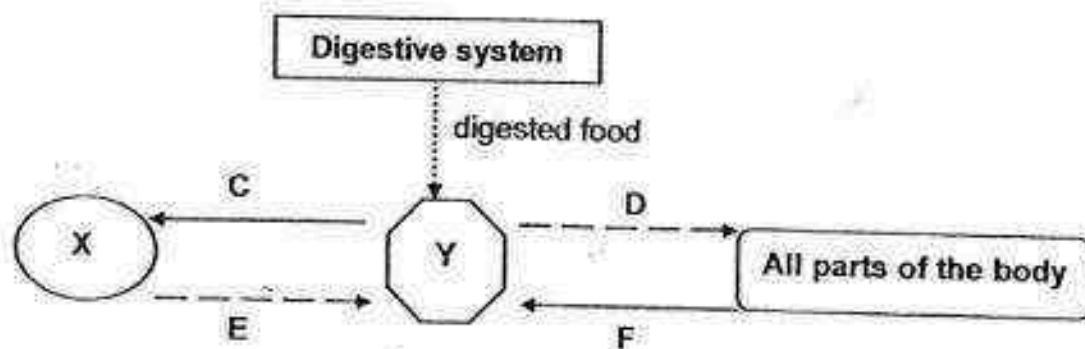 Digestive system
digested food
C
D
X
Y
All parts of the body
E
F